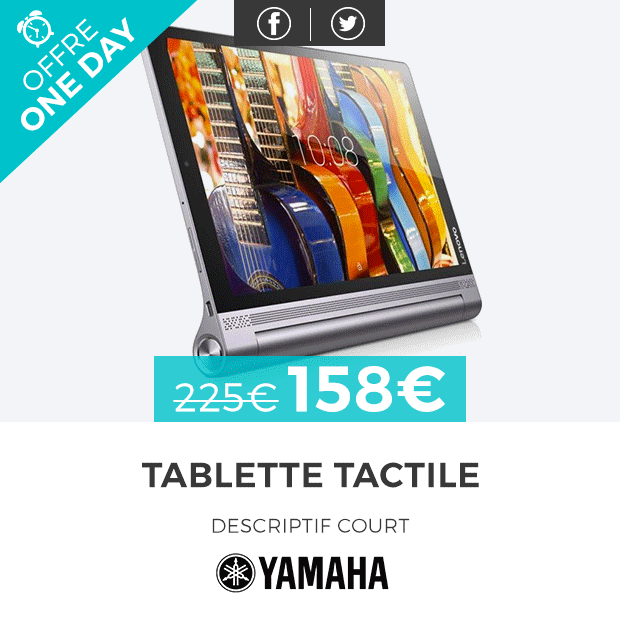 OFFRE
ONE DAY
10:08
Lenovo
225€ 158€
TABLETTE TACTILE
DESCRIPTIF COURT
YAMAHA